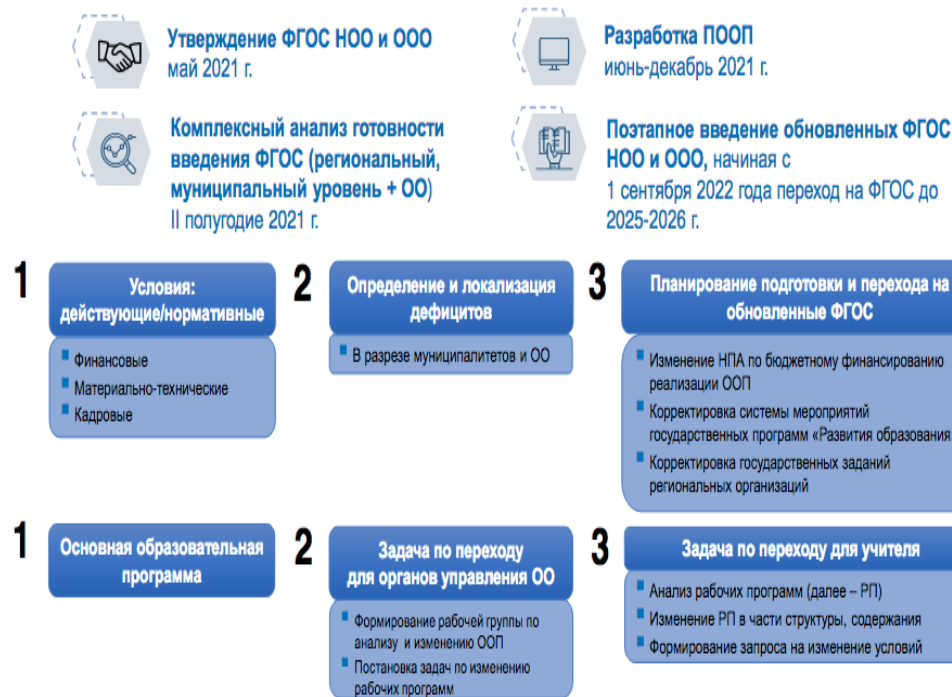 Утверждение ФГОС НОО и ООО
май 2021 г.
Разработка ПООП
июнь-декабрь 2021 г.
Комплексный анализ готовности
введения ФГОС (региональный,
муниципальный уровень + ОО)
II полугодие 2021 г.
Поэтапное введение обновленных ФГОС
НОО и ООО, начиная с
1 сентября 2022 года переход на ФГОС до
2025-2026 г.
1
Условия:
действующие/нормативные
Финансовые
Материально-технические
Кадровые
2
Определение и локализация
дефицитов
В разрезе муниципалитетов и ОО
3
Планирование подготовки и перехода на
обновленные ФГОС
Изменение НПА по бюджетному финансированию
реализации ООП
Корректировка системы мероприятий
государственных программ «Развития образования
Корректировка государственных заданий
региональных организаций
1
Основная образовательная
программа
2
Задача по переходу
для органов управления ОО
Формирование рабочей группы по
анализу и изменению ООП
Постановка задач по изменению
рабочих программ
3
Задача по переходу для учителя
Анализ рабочих программ (далее – РП)
Изменение РП в части структуры, содержания
Формирование запроса на изменение условий